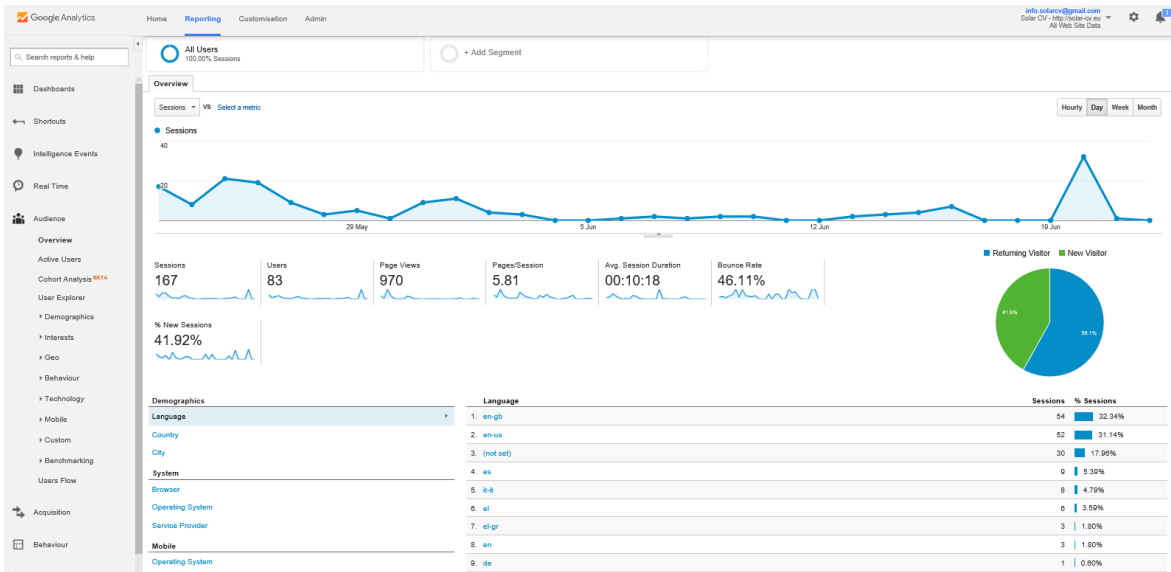 Google Analytics
Home Reporting Customisation Admin
info.solarcv@gmail.com
Solar CV - http://solar-cv.eu
All Web Site Data
Search reports & help
All Users
100.00% Sessions
+ Add Segment
Dashboards
Shortcuts
Intelligence Events
Real Time
Audience
Overview
Active Users
Cohort Analysis BETA
User Explorer
Demographics
Interests
Geo
Behaviour
Technology
Mobile
Custom
Benchmarking
Users Flow
Acquisition
Behaviour
Overview
Sessions VS Select a metric
Hourly Day Week Month
Sessions
40
20
29 May 5 Jun 12 Jun 19 Jun
Sessions
167
Users
83
Page Views
970
Pages/Session
5.81
Avg. Session Duration
00:10:18
Bounce Rate
46.11%
% New Sessions
41.92%
Returning Visitor New Visitor
41.9%
58.1%
Demographics
Language
Country
City
System
Browser
Operating System
Service Provider
Mobile
Operating System
Language Sessions % Sessions
1. en-gb 54 32.34%
2. en-us 52 31.14%
3. (not set) 30 17.96%
4. es 9 5.39%
5. it-it 8 4.79%
6. el 6 3.59%
7. el-gr 3 1.80%
8. en 3 1.80%
9. de 1 0.60%